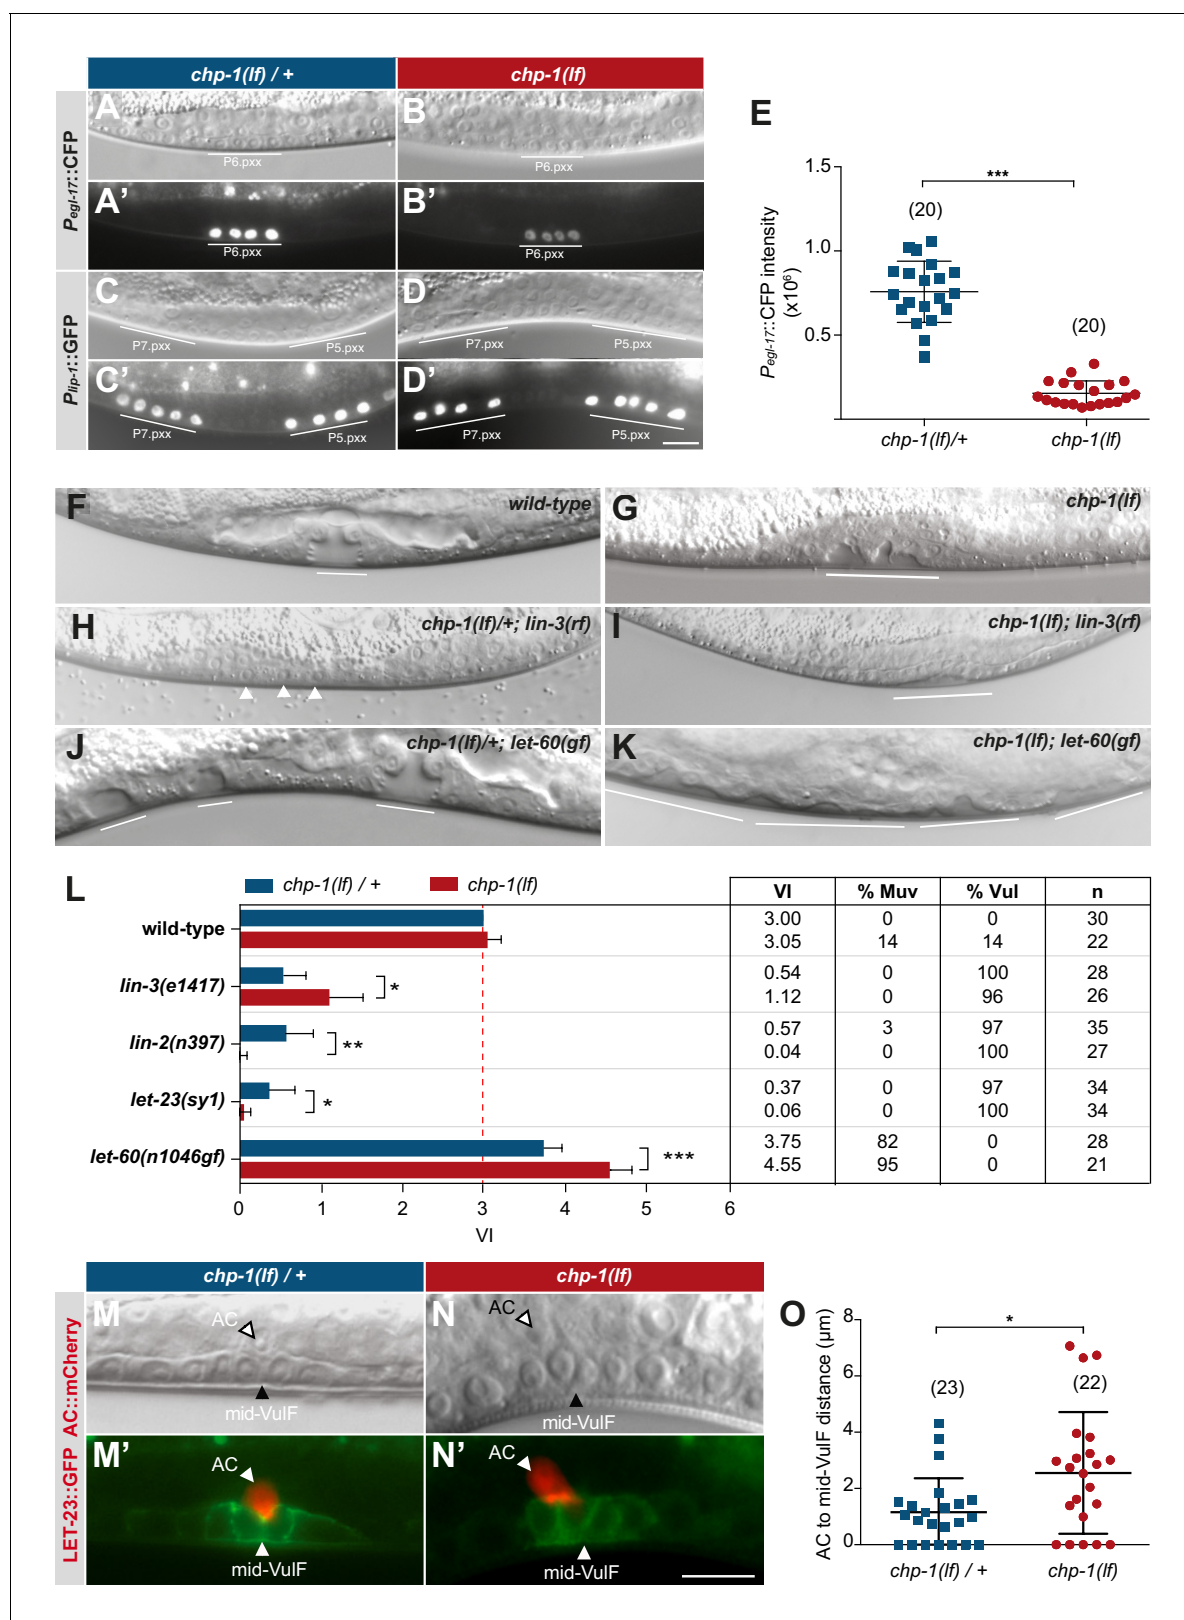 chp-1(lf) / +
chp-1(lf)
Pegl-17::CFP
A
P6.pxx
B
P6.pxx
A'
P6.pxx
B'
P6.pxx
Plip-1::GFP
C
P7.pxx
P5.pxx
D
P7.pxx
P5.pxx
C'
P7.pxx
P5.pxx
D'
P7.pxx
P5.pxx
E
Pegl-17::CFP intensity
(x10⁶)
1.5
1.0
0.5
***
(20)
(20)
chp-1(lf)/+
chp-1(lf)
F
wild-type
G
chp-1(lf)
H
chp-1(lf)/+; lin-3(rf)
I
chp-1(lf); lin-3(rf)
J
chp-1(lf)/+; let-60(gf)
K
chp-1(lf); let-60(gf)
L
chp-1(lf) / +
chp-1(lf)
VI % Muv % Vul n
wild-type
3.00 0 0 30
3.05 14 14 22
lin-3(e1417)
*
0.54 0 100 28
1.12 0 96 26
lin-2(n397)
**
0.57 3 97 35
0.04 0 100 27
let-23(sy1)
*
0.37 0 97 34
0.06 0 100 34
let-60(n1046gf)
***
3.75 82 0 28
4.55 95 0 21
0 1 2 3 4 5 6
VI
chp-1(lf) / +
chp-1(lf)
LET-23::GFP AC::mCherry
M
AC
mid-VulF
N
AC
mid-VulF
M'
AC
mid-VulF
N'
AC
mid-VulF
O
AC to mid-VulF distance (µm)
8
6
4
2
0
*
(23)
(22)
chp-1(lf) / +
chp-1(lf)